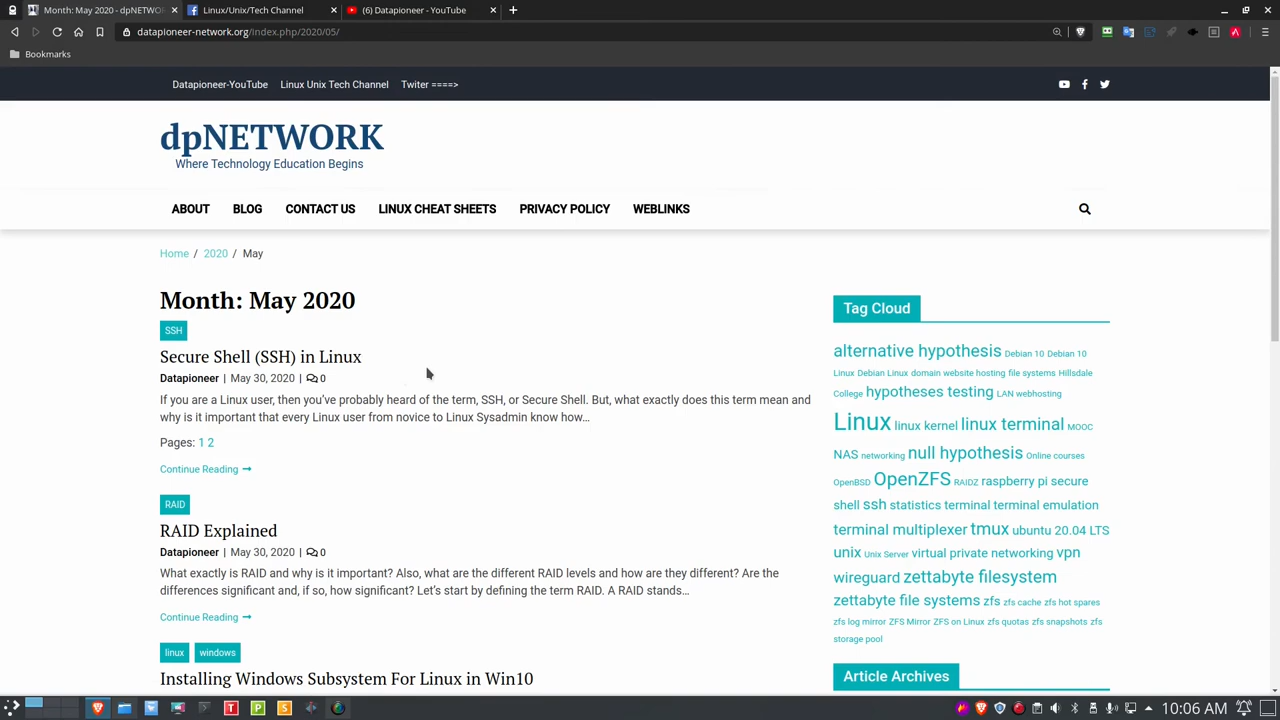 Month: May 2020 - dpNETWORK
Linux/Unix Tech Channel
(6) Datapioneer - YouTube
datapioneer-network.org/index.php/2020/05/
Bookmarks
Datapioneer-YouTube Linux Unix Tech Channel Twiter ====>
dpNETWORK
Where Technology Education Begins
ABOUT BLOG CONTACT US LINUX CHEAT SHEETS PRIVACY POLICY WEBLINKS
Home / 2020 / May
Month: May 2020
SSH
Secure Shell (SSH) in Linux
Datapioneer | May 30, 2020 | 0
If you are a Linux user, then you've probably heard of the term, SSH, or Secure Shell. But, what exactly does this term mean and
why is it important that every Linux user from novice to Linux Sysadmin know how…
Pages: 1 2
Continue Reading
RAID
RAID Explained
Datapioneer | May 30, 2020 | 0
What exactly is RAID and why is it important? Also, what are the different RAID levels and how are they different? Are the
differences significant and, if so, how significant? Let's start by defining the term RAID. A RAID stands…
Continue Reading
linux windows
Installing Windows Subsystem For Linux in Win10
Tag Cloud
alternative hypothesis Debian 10 Debian 10
Linux Debian Linux domain website hosting file systems Hillsdale
College hypotheses testing LAN webhosting
Linux linux kernel linux terminal MOOC
NAS networking null hypothesis Online courses
OpenBSD OpenZFS RAIDZ raspberry pi secure
shell ssh statistics terminal terminal emulation
terminal multiplexer tmux ubuntu 20.04 LTS
unix Unix Server virtual private networking vpn
wireguard zettabyte filesystem
zettabyte file systems zfs zfs cache zfs hot spares
zfs log mirror ZFS Mirror ZFS on Linux zfs quotas zfs snapshots zfs
storage pool
Article Archives
10:06 AM